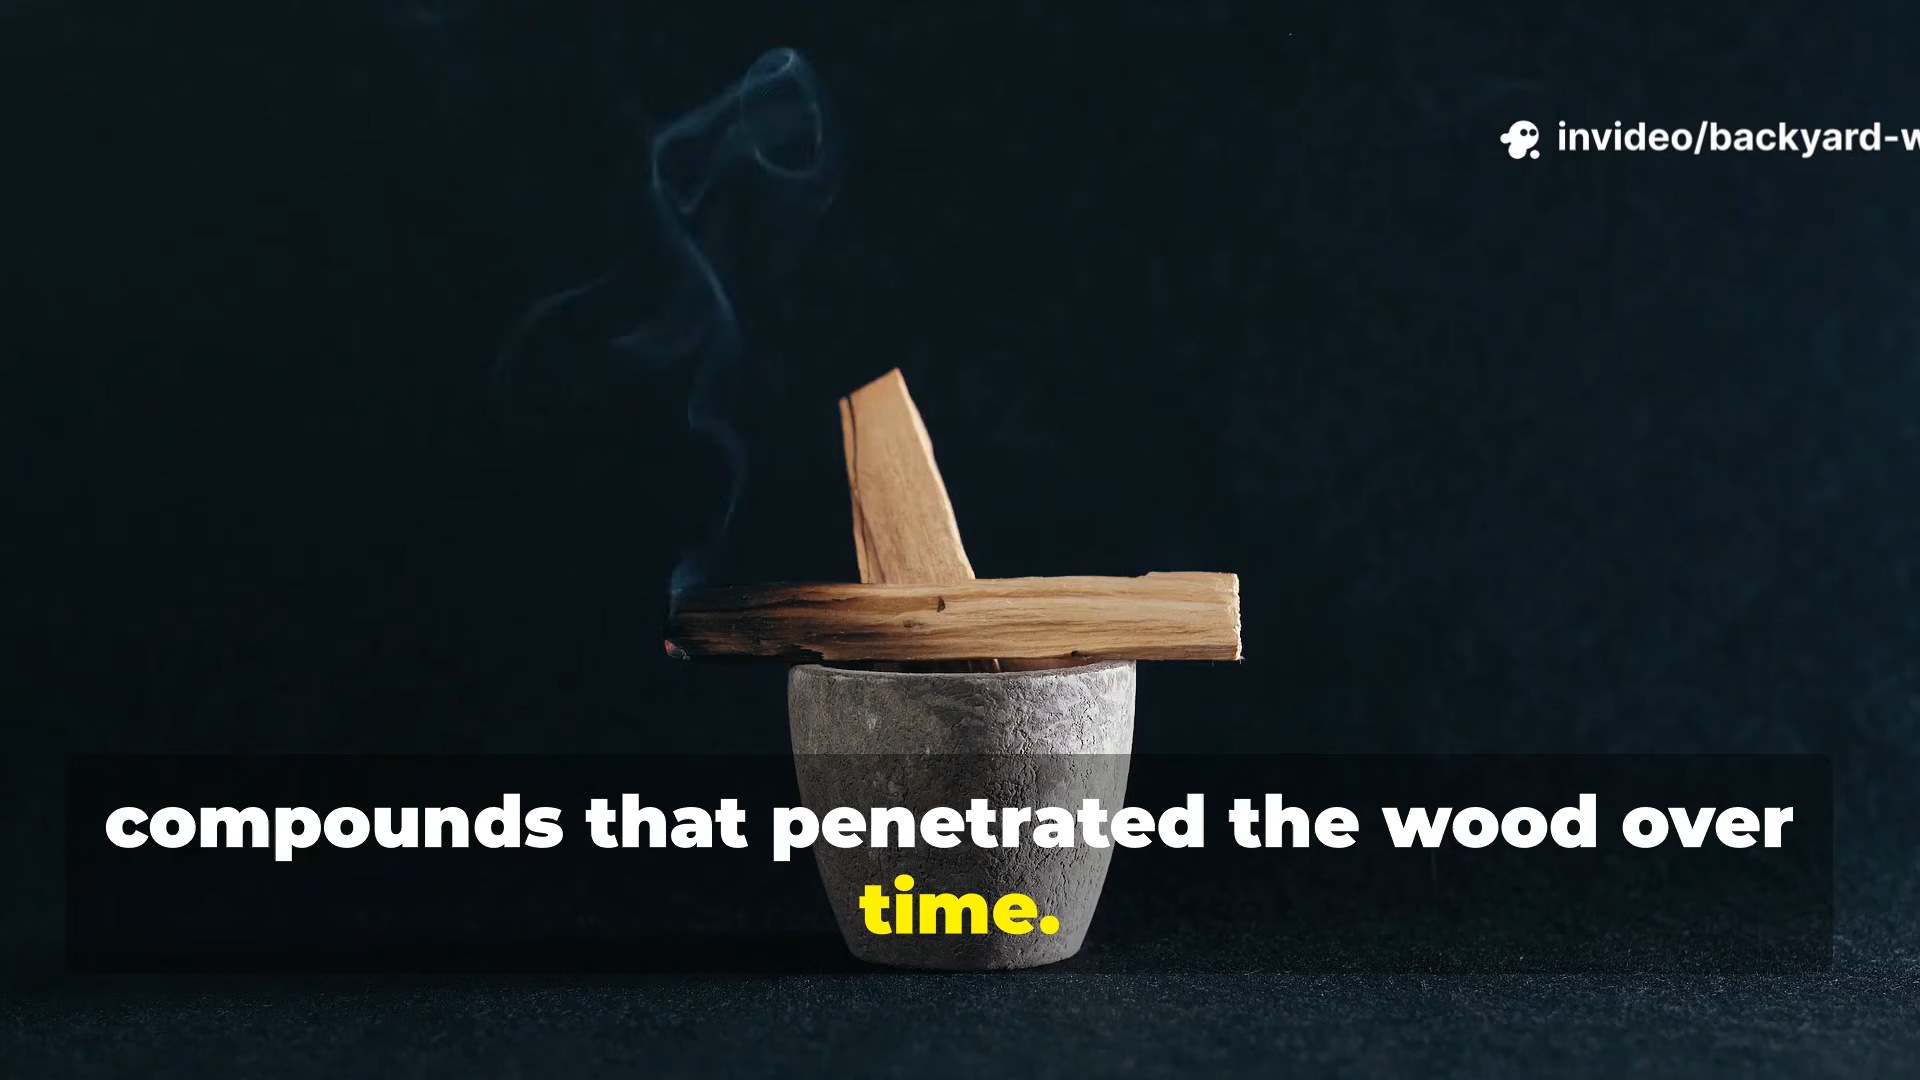 invideo/backyard-w
compounds that penetrated the wood over
time.